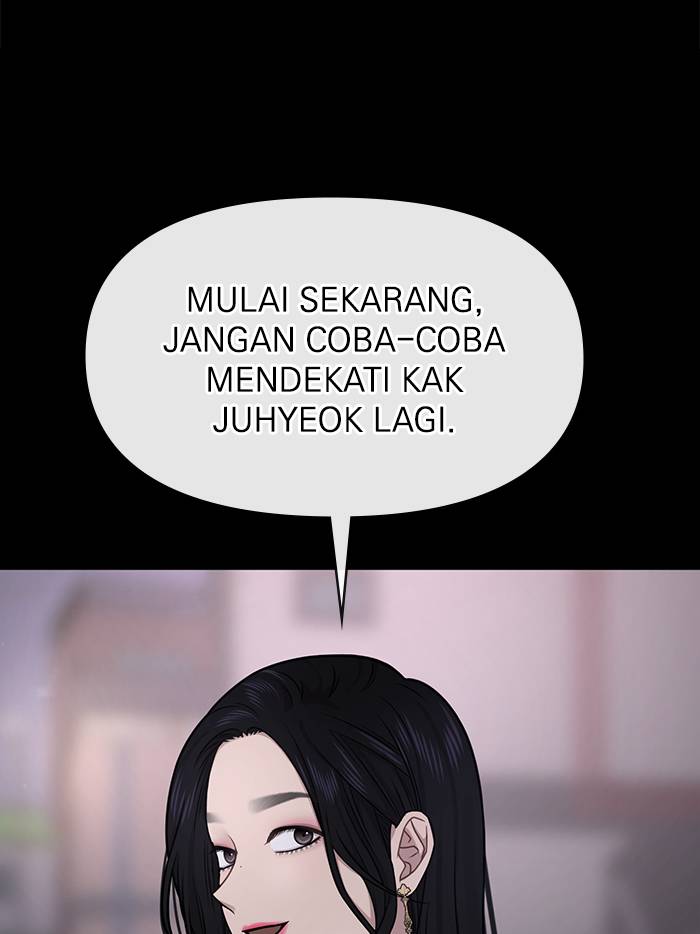 MULAI SEKARANG,
JANGAN COBA-COBA
MENDEKATI KAK
JUHYEOK LAGI.